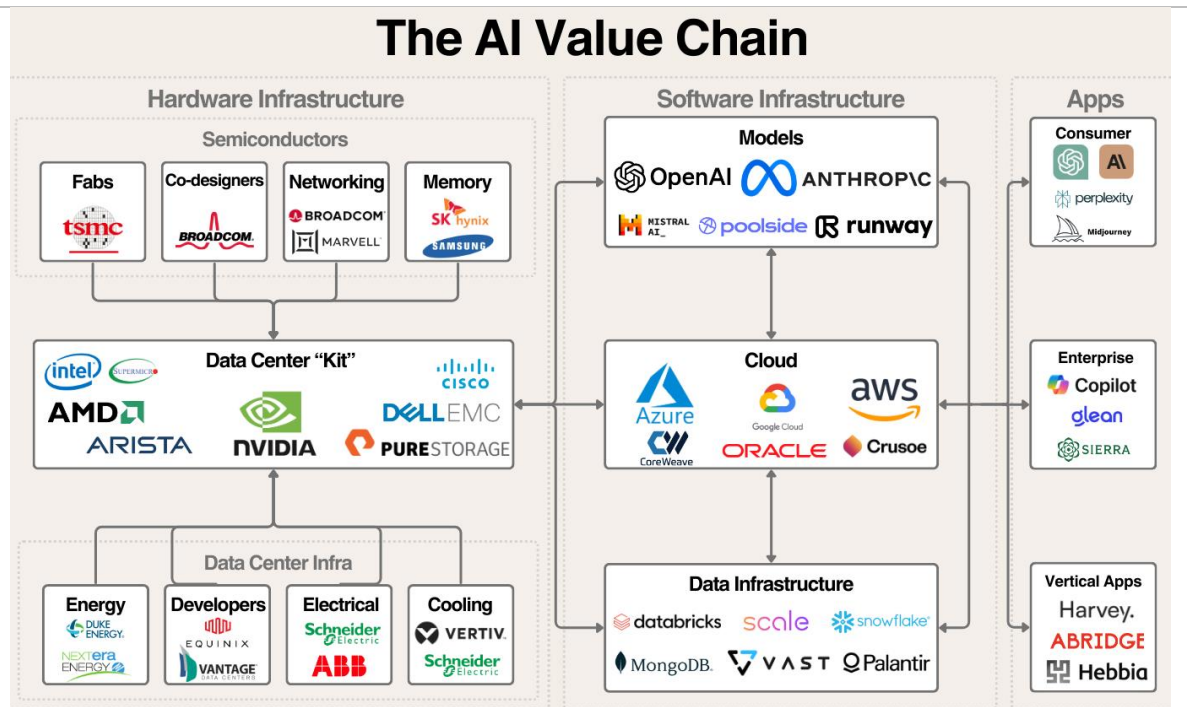 The AI Value Chain
Hardware Infrastructure
Semiconductors
Fabs
tsmc
Co-designers
BROADCOM.
Networking
BROADCOM
MARVELL
Memory
SK hynix
SAMSUNG
Data Center “Kit”
intel
SUPERMICR
CISCO
AMD
DELLEMC
ARISTA
NVIDIA
PURESTORAGE
Data Center Infra
Energy
DUKE
ENERGY.
NEXTera
ENERGY
Developers
EQUINIX
VANTAGE
DATA CENTERS
Electrical
Schneider
Electric
ABB
Cooling
VERTIV.
Schneider
Electric
Software Infrastructure
Models
OpenAI
ANTHROP\C
MISTRAL
AI_
poolside
runway
Cloud
Azure
Google Cloud
aws
CoreWeave
ORACLE
Crusoe
Data Infrastructure
databricks
scale
snowflake
MongoDB.
VAST
Palantir
Apps
Consumer
A\
perplexity
Midjourney
Enterprise
Copilot
glean
SIERRA
Vertical Apps
Harvey.
ABRIDGE
Hebbia